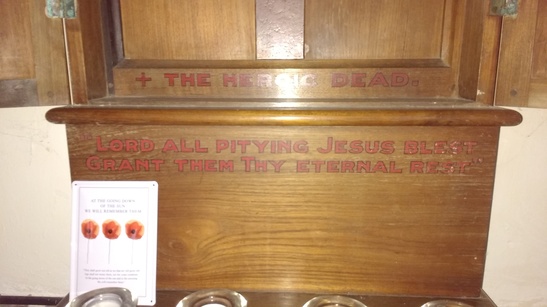 + THE HEROIC DEAD.
"LORD ALL PITYING JESUS BLEST
GRANT THEM THY ETERNAL REST"
AT THE GOING DOWN
OF THE SUN
WE WILL REMEMBER THEM